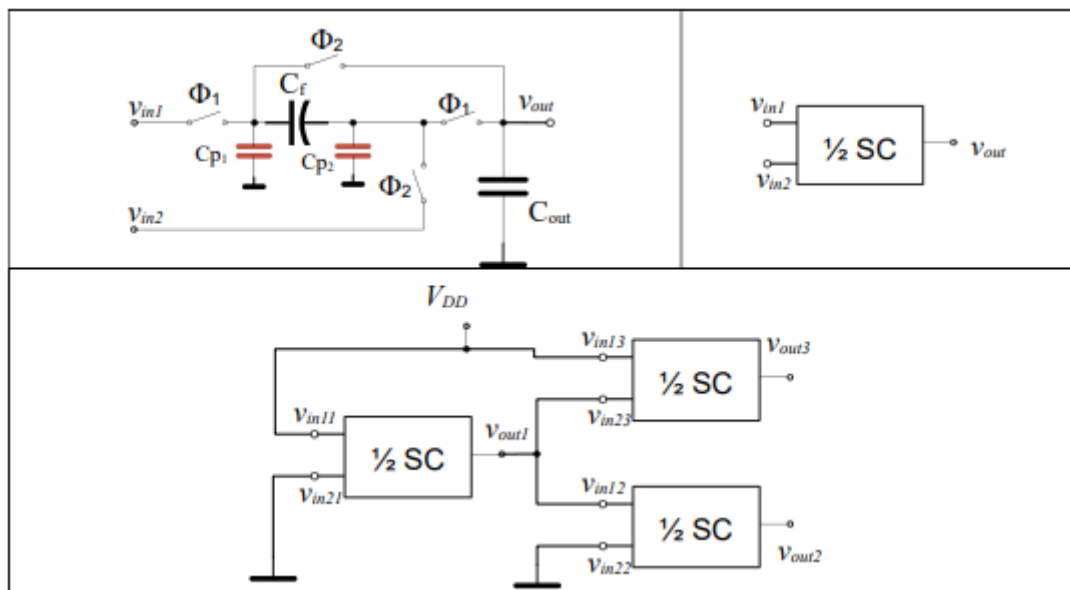 Φ2
Cf
vin1 Φ1 Φ1 vout
Cp1 Cp2
Φ2
vin2 Cout
vin1
½ SC vout
vin2
VDD
vin13 vout3
½ SC
vin11 vin23
½ SC vout1
vin21 vin12
½ SC
vin22 vout2